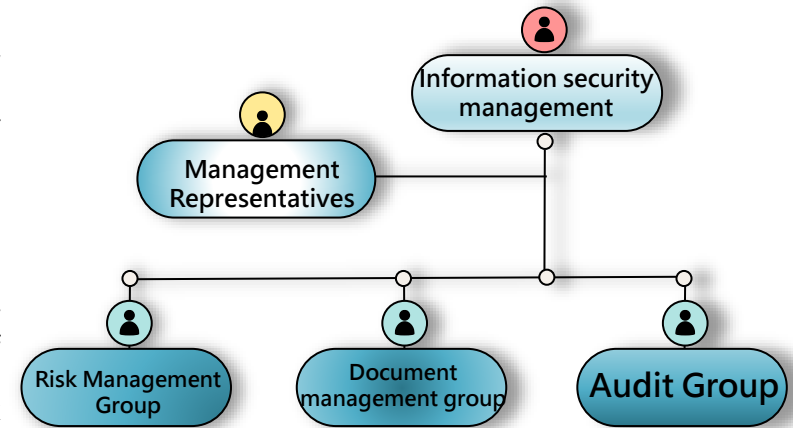 Information security
management
Management
Representatives
Risk Management
Group
Document
management group
Audit Group